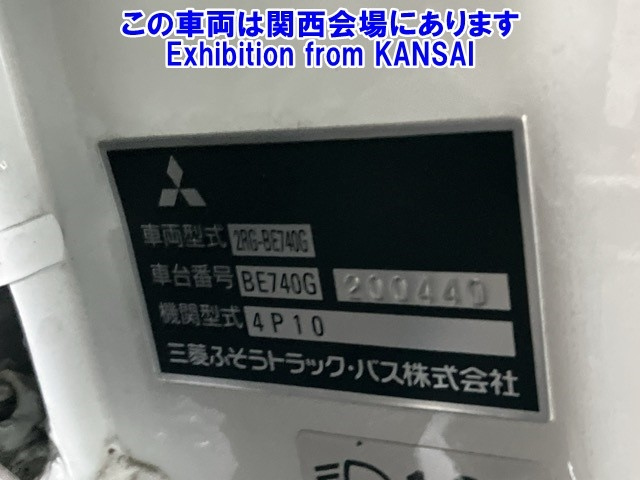 この車両は関西会場にあります
Exhibition from KANSAI
車両型式 2RG-BE740G
車台番号 BE740G 200440
機関型式 4P10
三菱ふそうトラック・バス株式会社